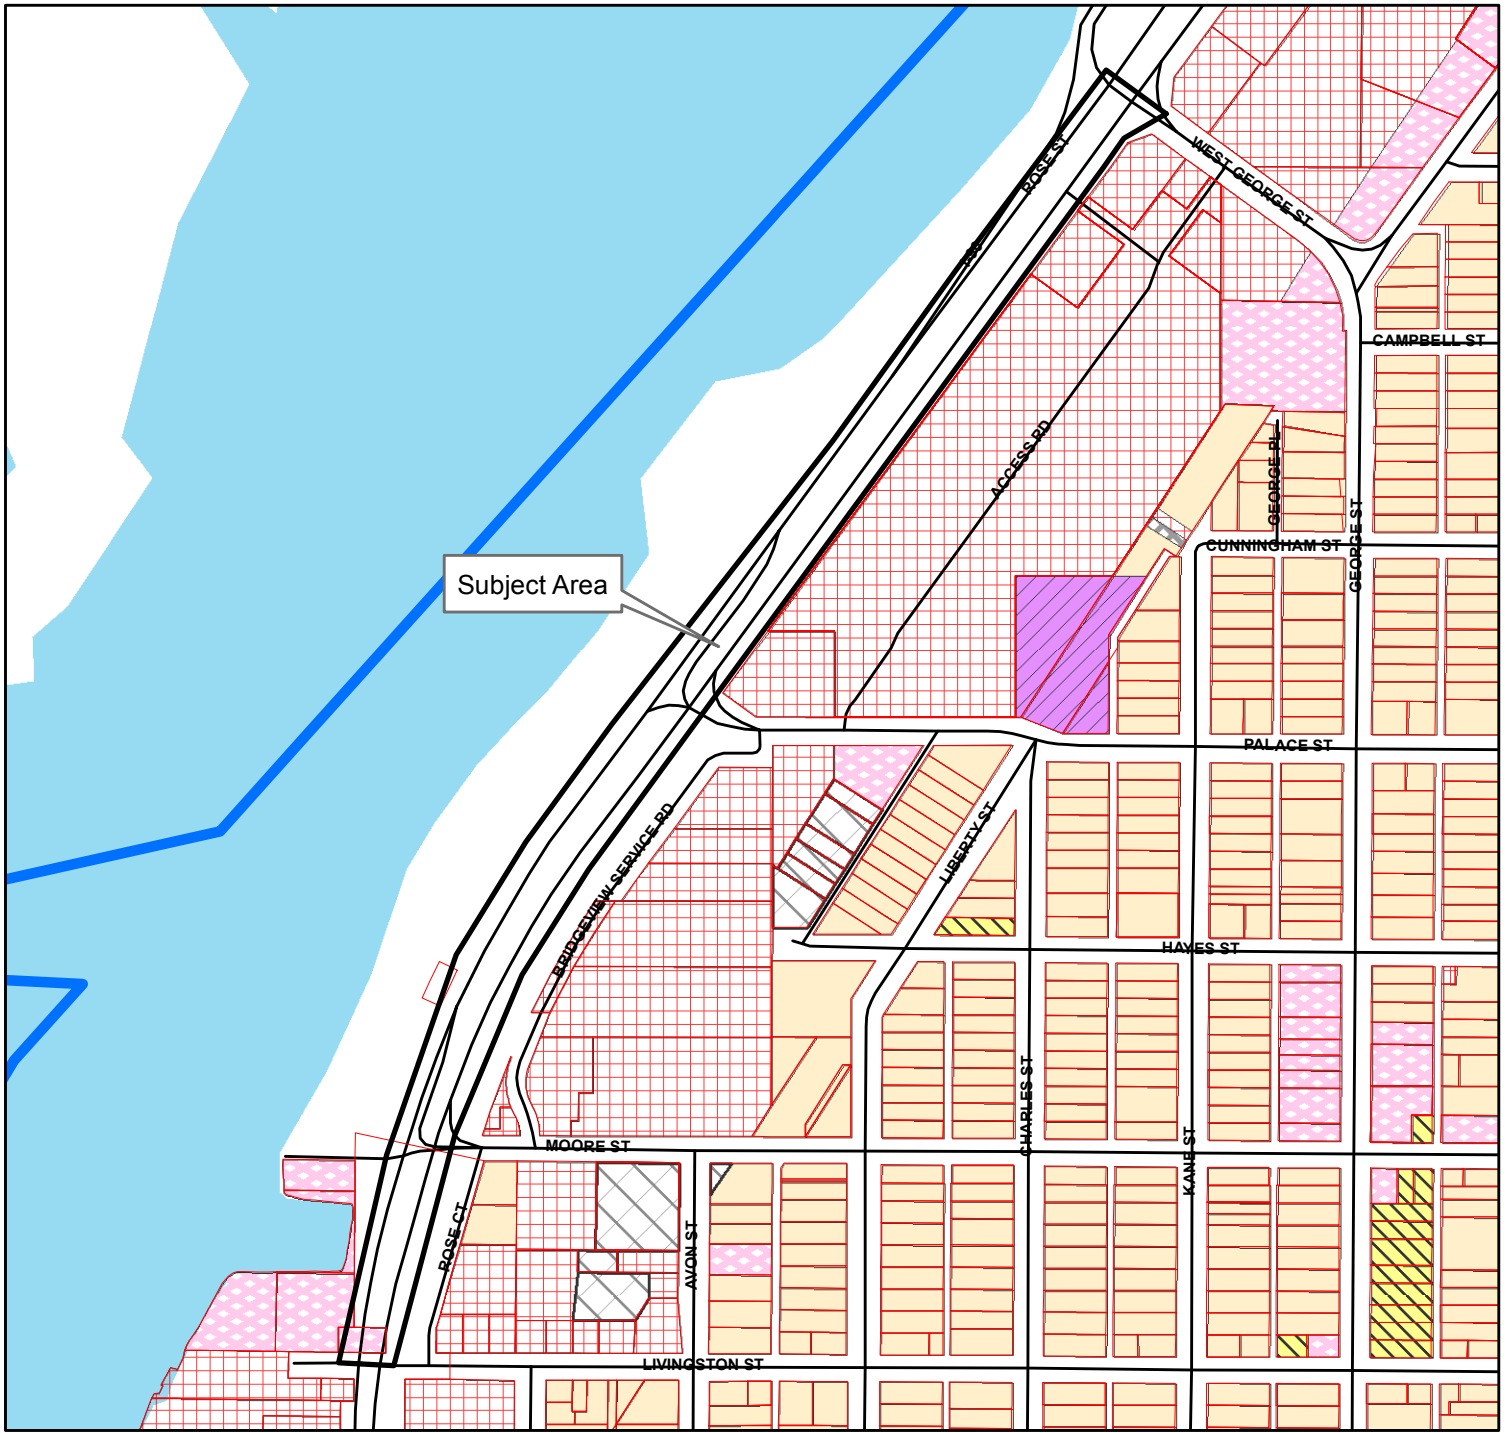 ROSE ST
WEST GEORGE ST
CAMPBELL ST
ACCESS RD
GEORGE PL
GEORGE ST
CUNNINGHAM ST
Subject Area
PALACE ST
BRIDGEVIEW SERVICE RD
LIBERTY ST
HAYES ST
CHARLES ST
KANE ST
MOORE ST
ROSE CT
AVON ST
LIVINGSTON ST